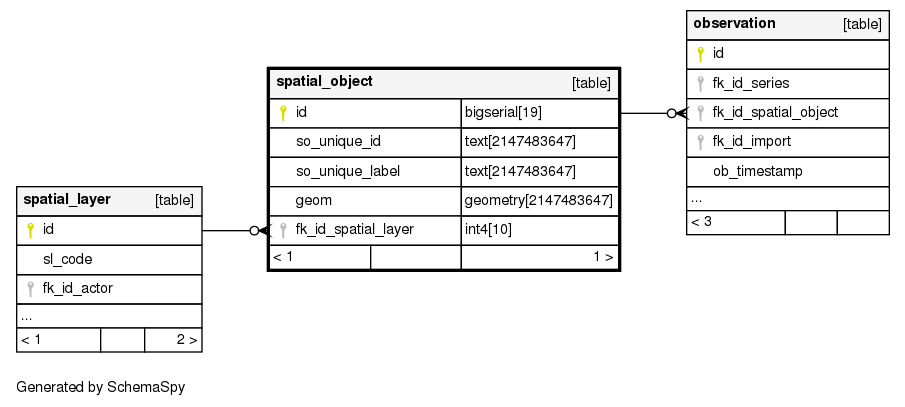 spatial_layer [table]
id
sl_code
fk_id_actor
...
< 1 2 >
spatial_object [table]
id bigserial[19]
so_unique_id text[2147483647]
so_unique_label text[2147483647]
geom geometry[2147483647]
fk_id_spatial_layer int4[10]
< 1 1 >
observation [table]
id
fk_id_series
fk_id_spatial_object
fk_id_import
ob_timestamp
...
< 3
Generated by SchemaSpy